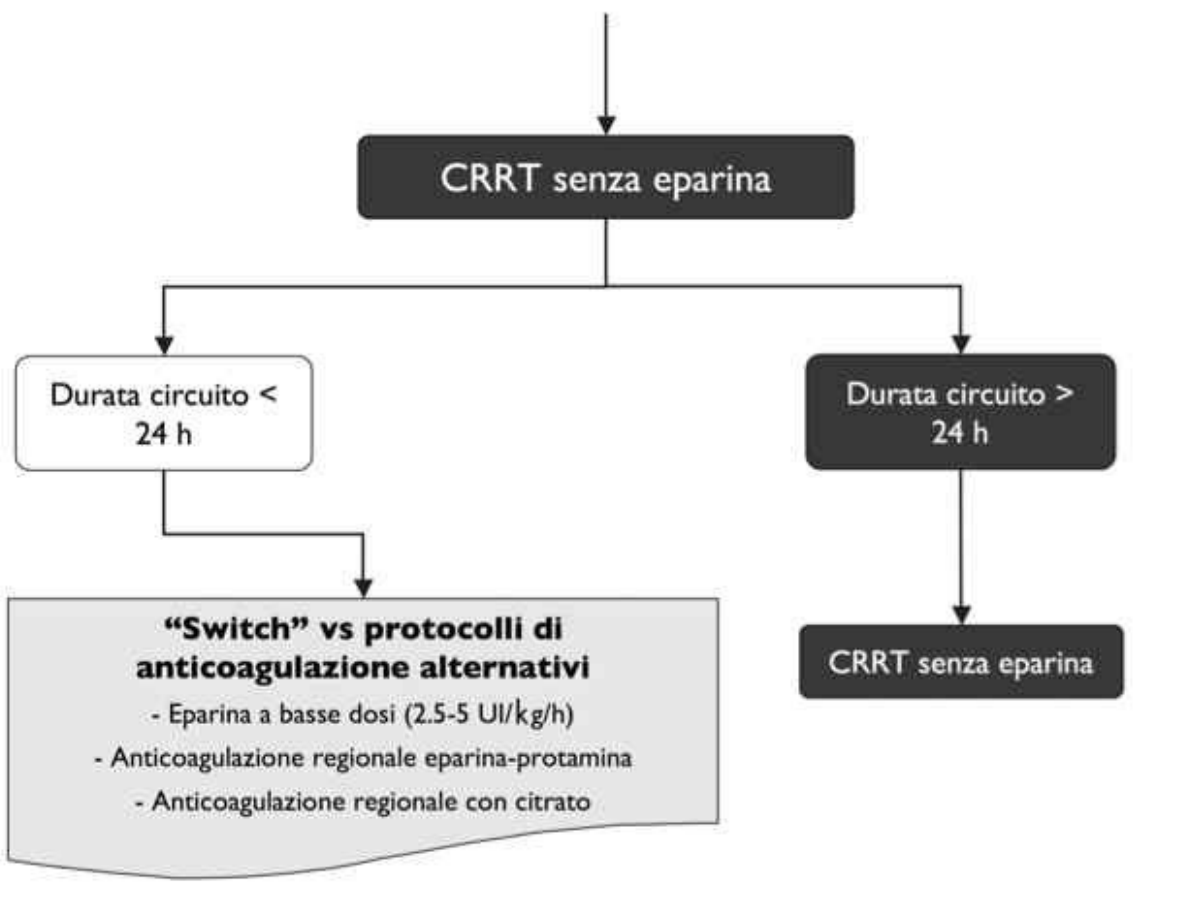 CRRT senza eparina
Durata circuito <
24 h
Durata circuito >
24 h
“Switch” vs protocolli di
anticoagulazione alternativi
- Eparina a basse dosi (2.5-5 UI/kg/h)
- Anticoagulazione regionale eparina-protamina
- Anticoagulazione regionale con citrato
CRRT senza eparina